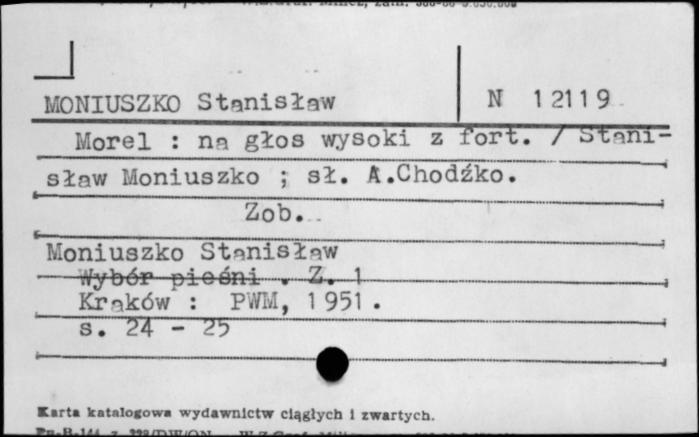 MONIUSZKO Stanisław
N 12119
Morel : na głos wysoki z fort. / Stani-
sław Moniuszko ; sł. A.Chodźko.
Zob.
Moniuszko Stanisław
Wybór pieśni . Z. 1
Kraków : PWM, 1951.
s. 24 - 25
Karta katalogowa wydawnictw ciągłych i zwartych.